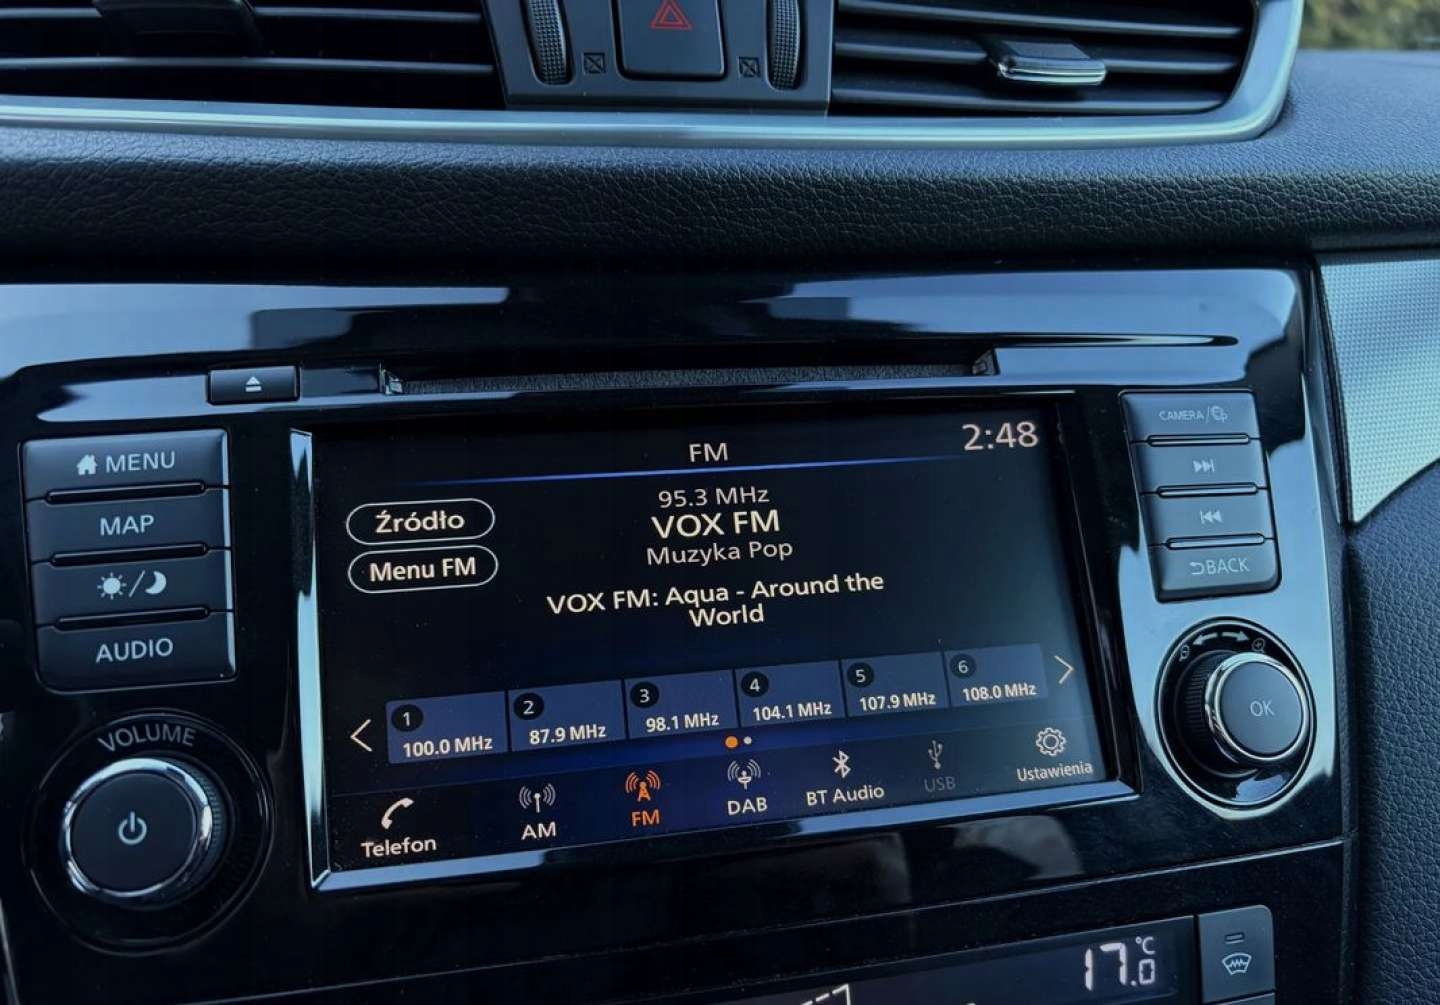 FM
2:48
95.3 MHz
VOX FM
Muzyka Pop
Źródło
Menu FM
VOX FM: Aqua - Around the
World
1
100.0 MHz
2
87.9 MHz
3
98.1 MHz
4
104.1 MHz
5
107.9 MHz
6
108.0 MHz
Telefon
AM
FM
DAB
BT Audio
USB
Ustawienia
MENU
MAP
AUDIO
VOLUME
CAMERA/
BACK
OK
17.0 °C